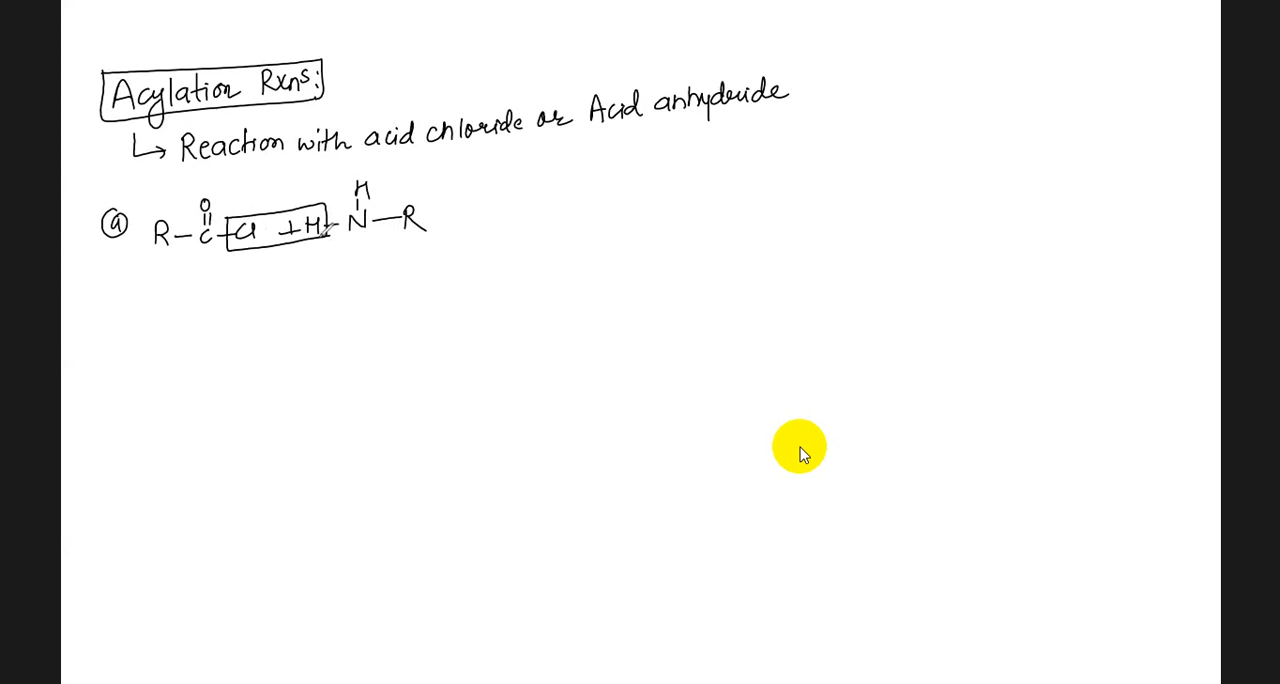 Acylation Rxns:
↳ Reaction with acid chloride or Acid anhydride
ⓐ R–C(=O)–Cl + H–N(H)–R